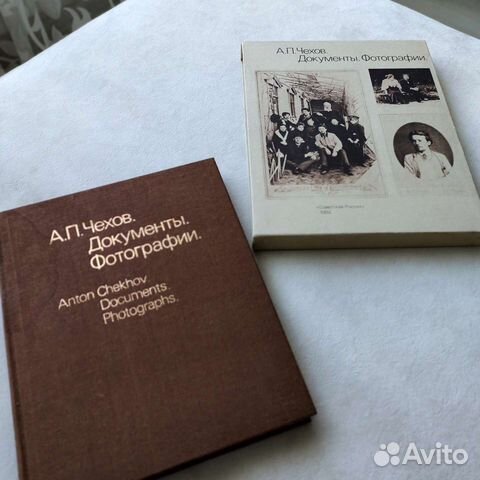 А.П.Чехов.
Документы.
Фотографии.
Anton Chekhov.
Documents.
Photographs.
А.П.Чехов.
Документы.Фотографии.
«Советская Россия»
Avito